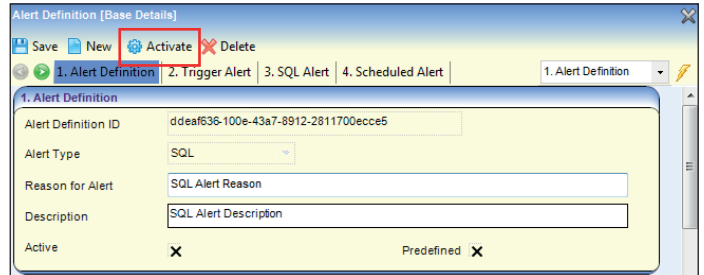 Alert Definition [Base Details]
Save New Activate Delete
1. Alert Definition 2. Trigger Alert 3. SQL Alert 4. Scheduled Alert 1. Alert Definition
1. Alert Definition
Alert Definition ID ddeaf636-100e-43a7-8912-2811700ecce5
Alert Type SQL
Reason for Alert SQL Alert Reason
Description SQL Alert Description
Active Predefined